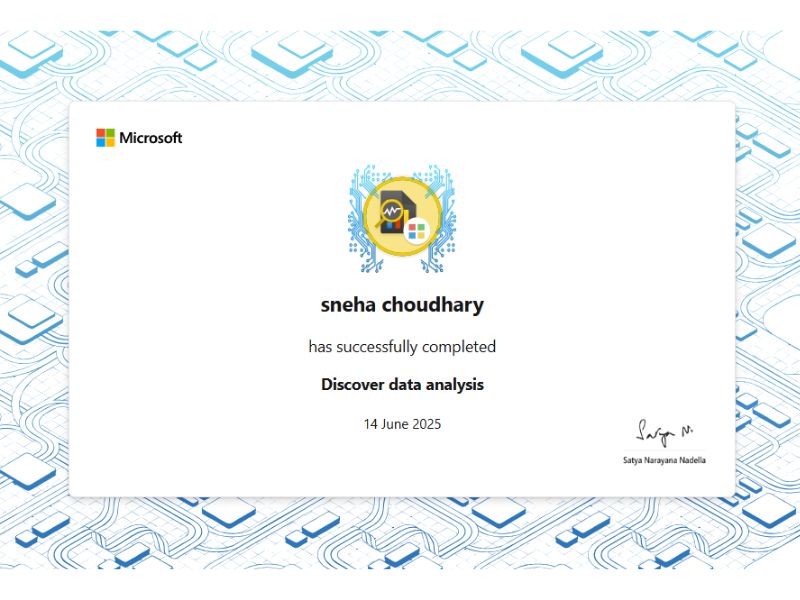 Microsoft
sneha choudhary
has successfully completed
Discover data analysis
14 June 2025
Satya N.
Satya Narayana Nadella